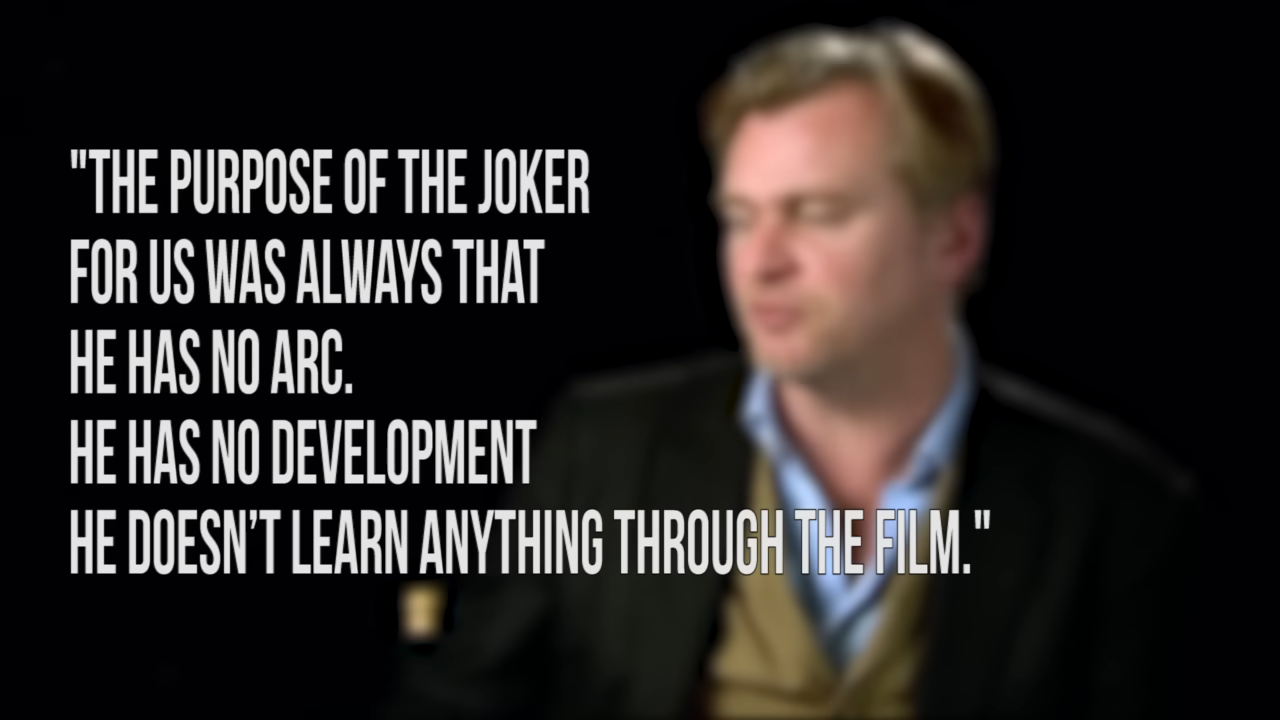 "THE PURPOSE OF THE JOKER
FOR US WAS ALWAYS THAT
HE HAS NO ARC.
HE HAS NO DEVELOPMENT
HE DOESN’T LEARN ANYTHING THROUGH THE FILM."